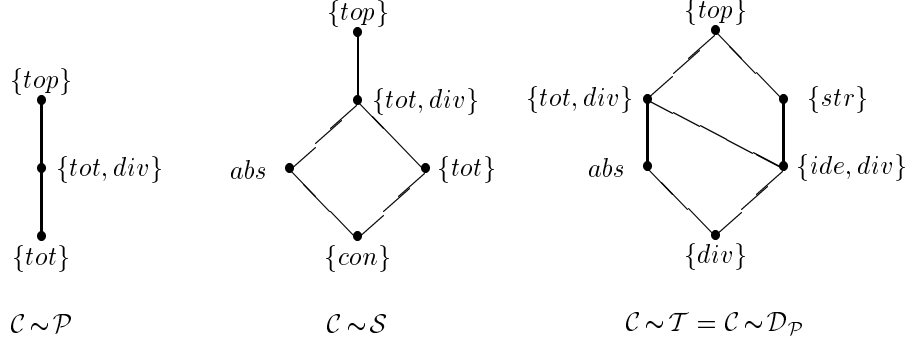 {top}
{tot, div}
{tot}
C ∼ P
{top}
{tot, div}
abs
{tot}
{con}
C ∼ S
{top}
{tot, div}
{str}
abs
{ide, div}
{div}
C ∼ T = C ∼ D_P